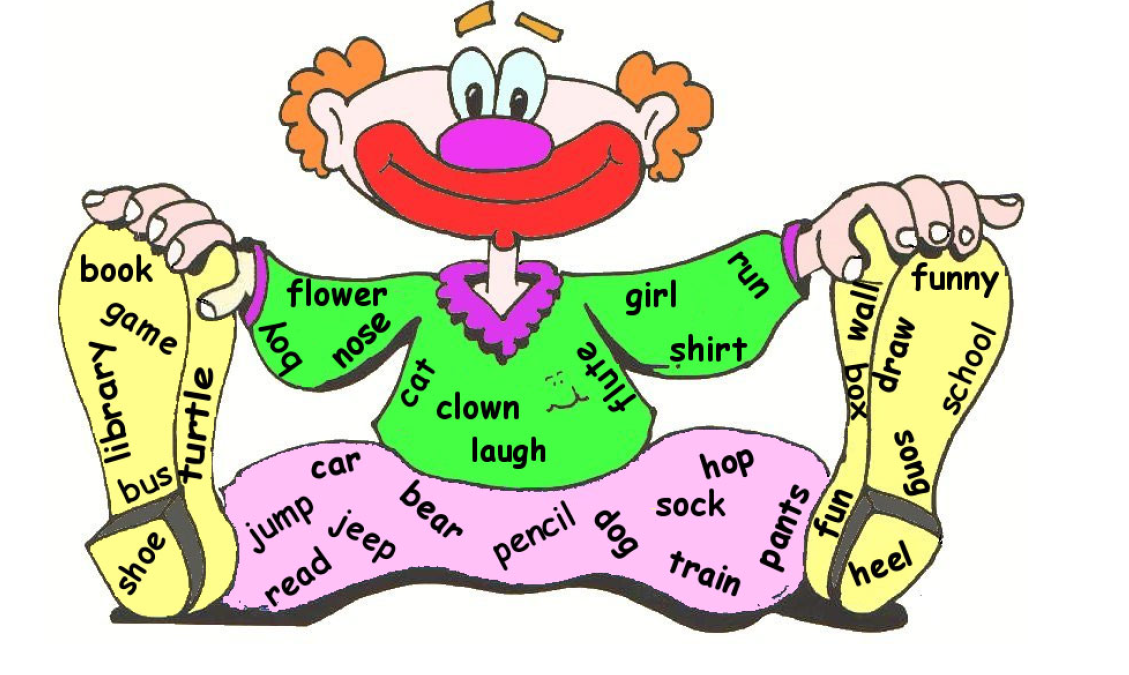 book
game
library
turtle
bus
shoe
flower
boy
nose
cat
clown
laugh
flute
girl
run
shirt
car
jump
jeep
read
bear
pencil
dog
sock
hop
train
pants
wall
box
fun
funny
draw
school
song
heel